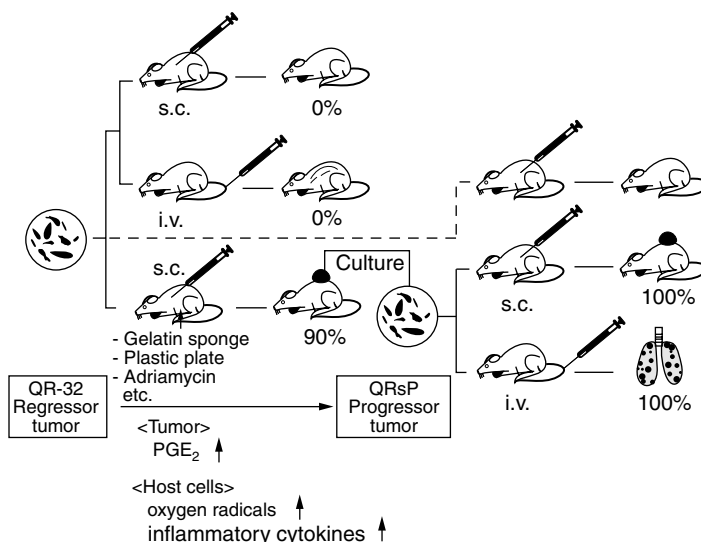 s.c.
0%
i.v.
0%
s.c.
- Gelatin sponge
- Plastic plate
- Adriamycin
etc.
90%
Culture
s.c.
100%
i.v.
100%
QR-32
Regressor
tumor
QRsP
Progressor
tumor
<Tumor>
PGE₂
<Host cells>
oxygen radicals
inflammatory cytokines